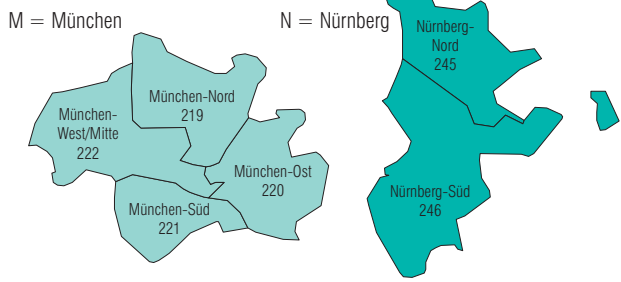 M = München
N = Nürnberg
Nürnberg-
Nord
245
München-Nord
219
München-
West/Mitte
222
München-Ost
220
München-Süd
221
Nürnberg-Süd
246